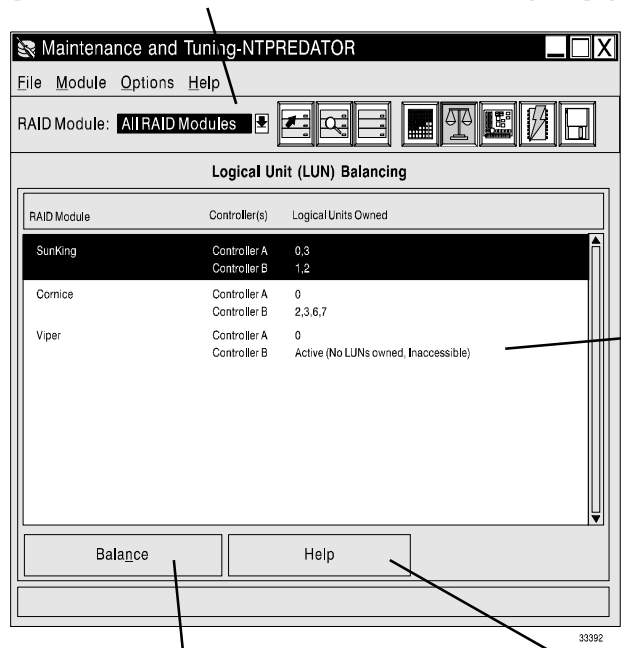 Maintenance and Tuning-NTPREDATOR
File Module Options Help
RAID Module: All RAID Modules
Logical Unit (LUN) Balancing
RAID Module Controller(s) Logical Units Owned
SunKing Controller A 0,3
Controller B 1,2
Cornice Controller A 0
Controller B 2,3,6,7
Viper Controller A 0
Controller B Active (No LUNs owned, Inaccessible)
Balance Help
33392